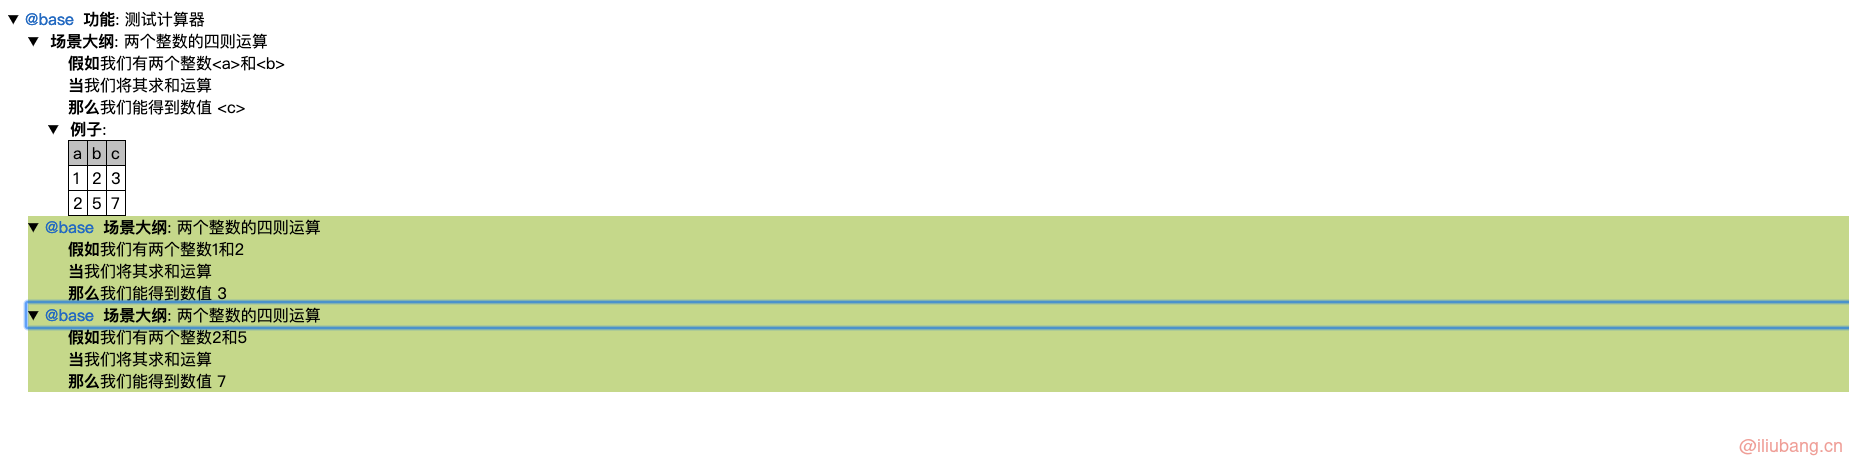 @base 功能: 测试计算器
场景大纲: 两个整数的四则运算
假如我们有两个整数<a>和<b>
当我们将其求和运算
那么我们能得到数值 <c>
例子:
a b c
1 2 3
2 5 7
@base 场景大纲: 两个整数的四则运算
假如我们有两个整数1和2
当我们将其求和运算
那么我们能得到数值 3
@base 场景大纲: 两个整数的四则运算
假如我们有两个整数2和5
当我们将其求和运算
那么我们能得到数值 7
@iliubang.cn